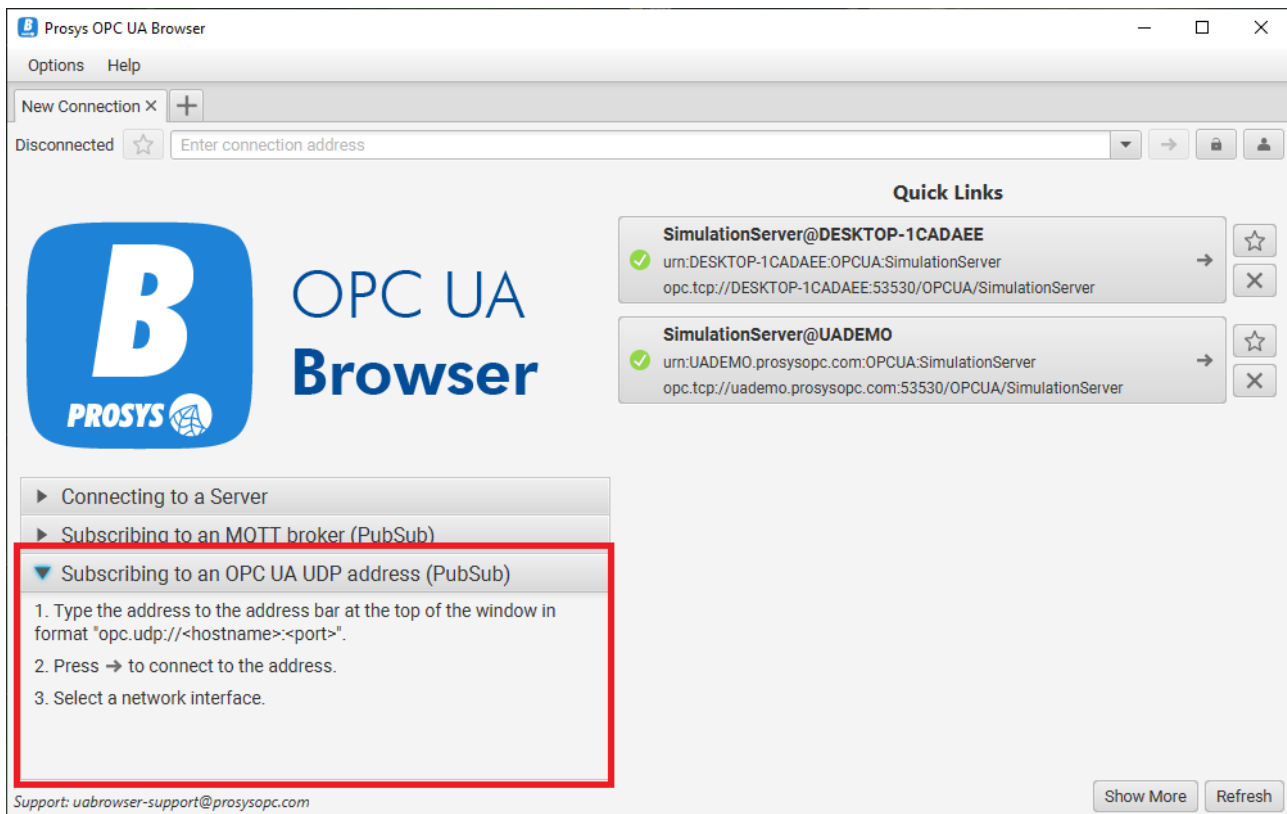 Prosys OPC UA Browser
Options Help
New Connection
Disconnected
Enter connection address
Quick Links
SimulationServer@DESKTOP-1CADAEE
urn:DESKTOP-1CADAEE:OPCUA:SimulationServer
opc.tcp://DESKTOP-1CADAEE:53530/OPCUA/SimulationServer
SimulationServer@UADEMO
urn:UADEMO.prosysopc.com:OPCUA:SimulationServer
opc.tcp://uademo.prosysopc.com:53530/OPCUA/SimulationServer
B
PROSYS
OPC UA
Browser
Connecting to a Server
Subscribing to an MQTT broker (PubSub)
Subscribing to an OPC UA UDP address (PubSub)
1. Type the address to the address bar at the top of the window in
format "opc.udp://<hostname>:<port>".
2. Press → to connect to the address.
3. Select a network interface.
Support: uabrowser-support@prosysopc.com
Show More
Refresh